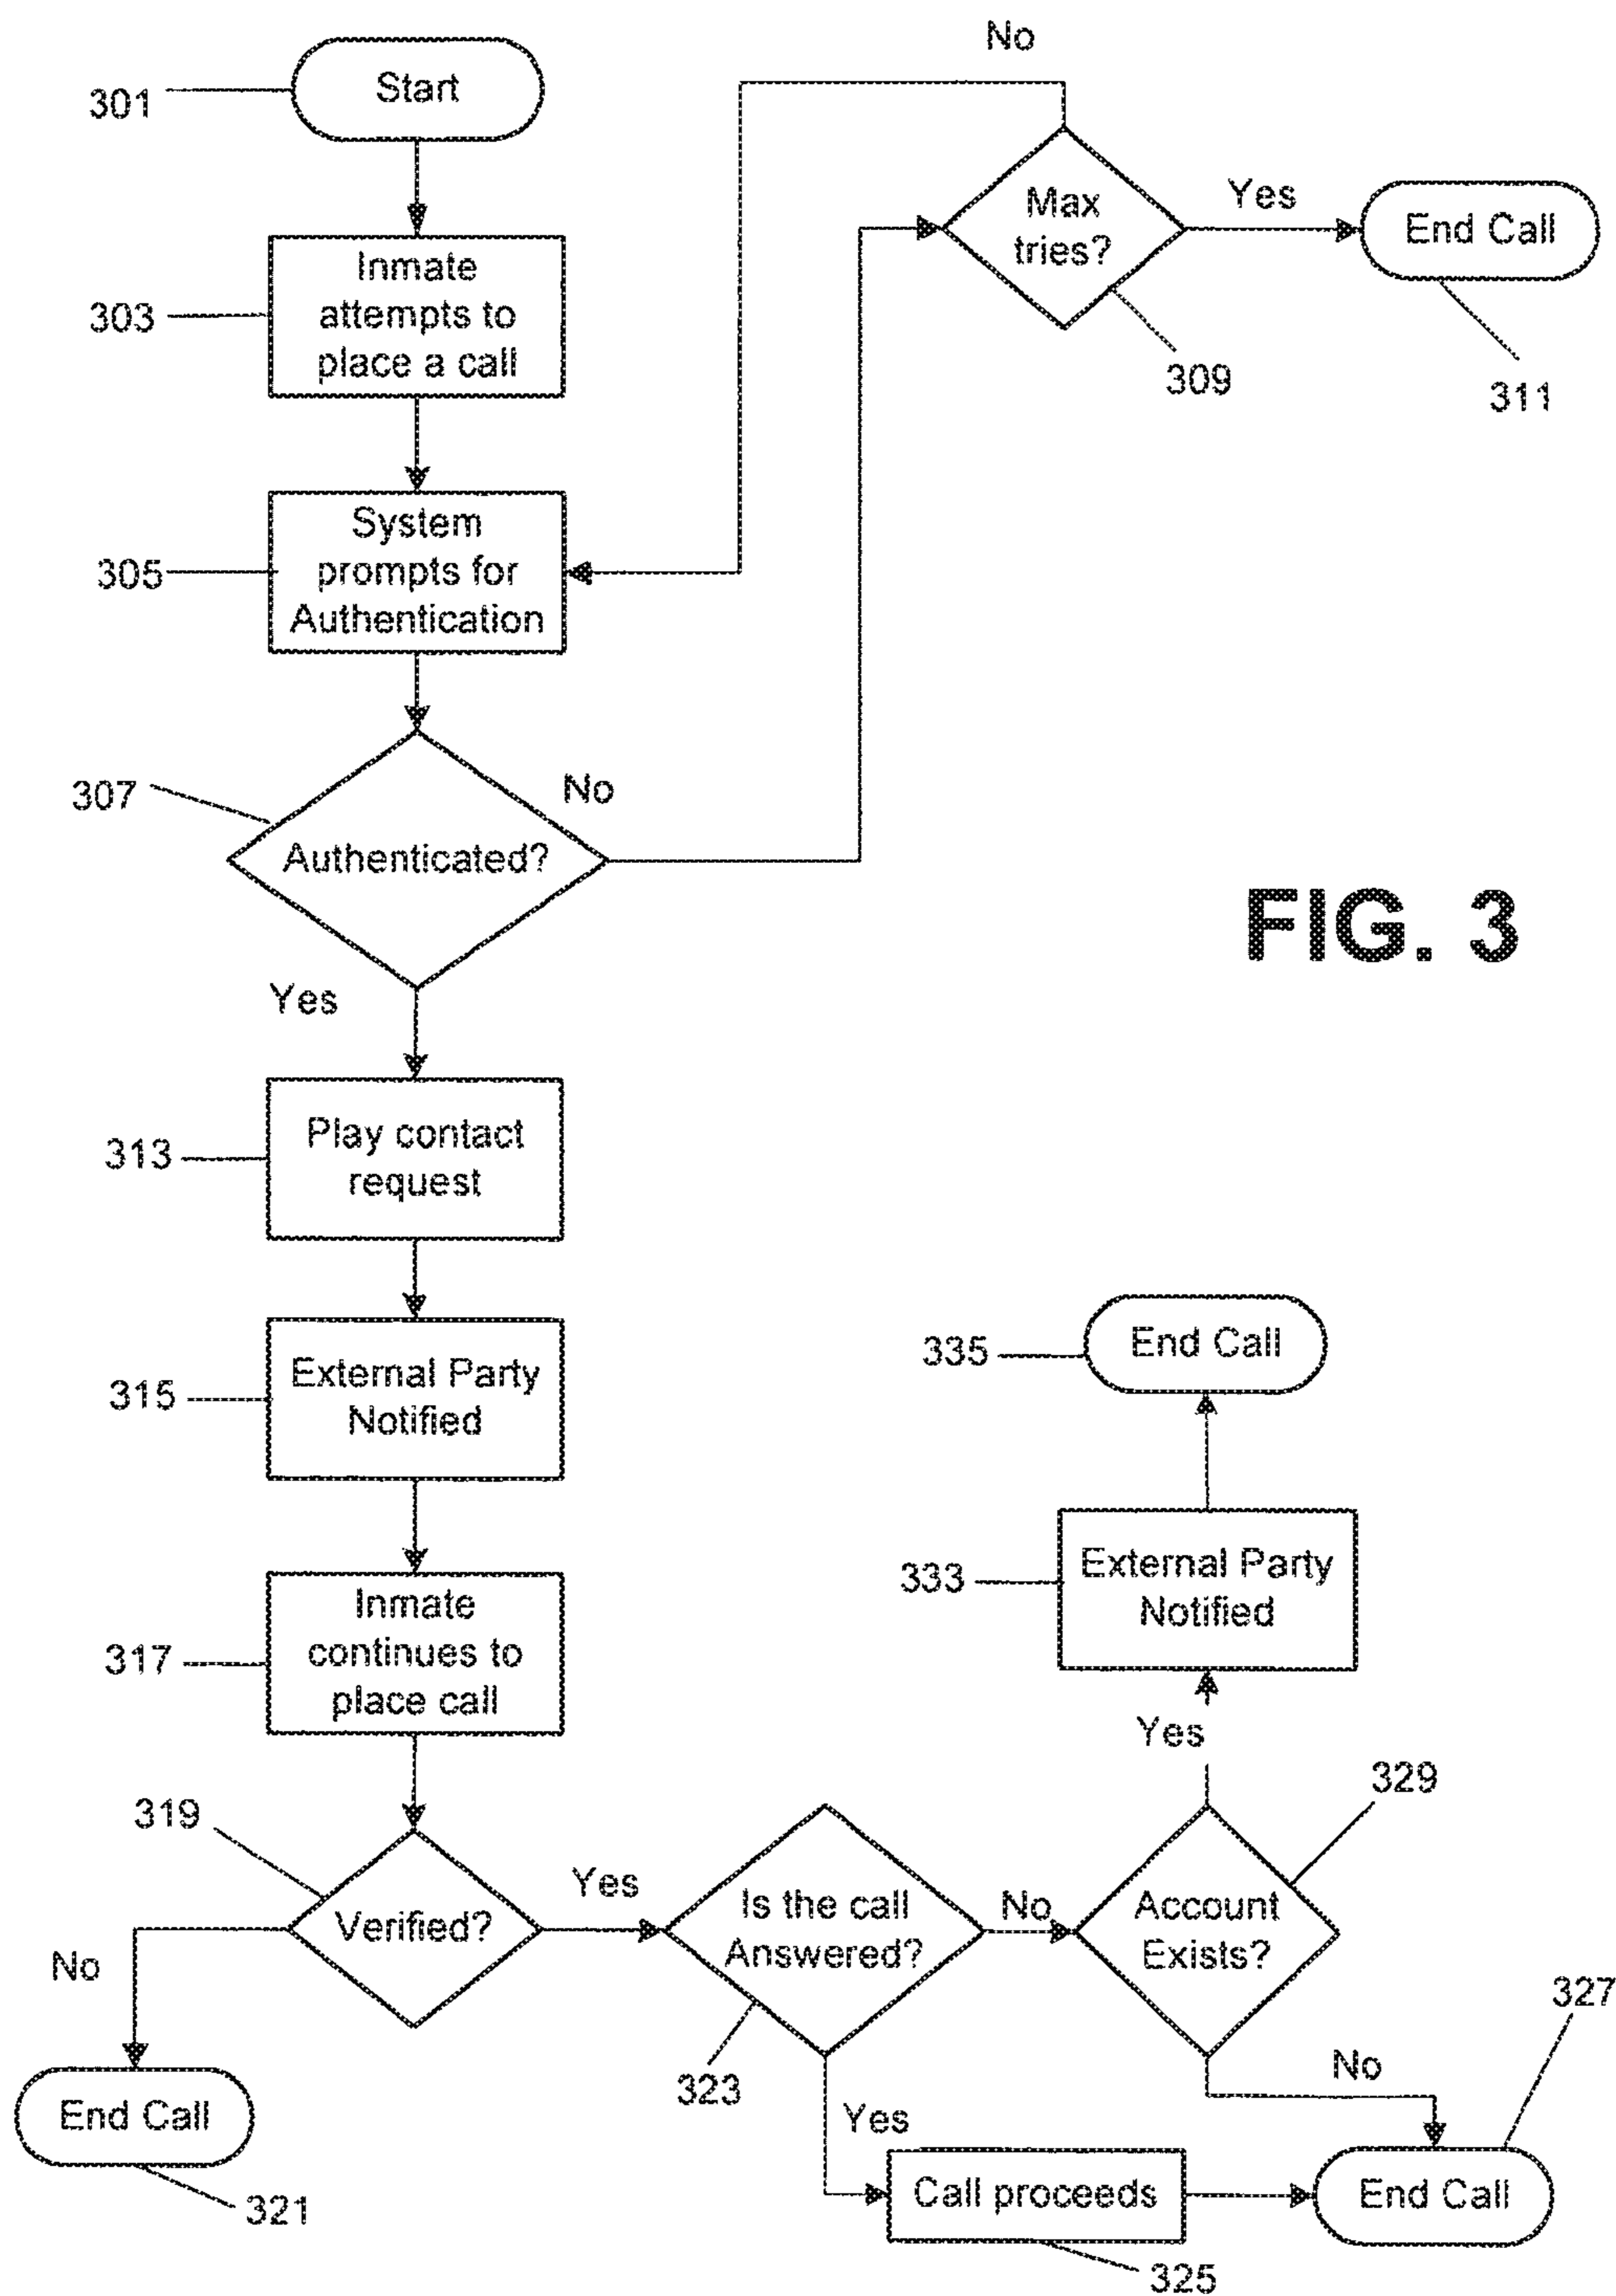 No
301
Start
Max
tries?
Yes
End Call
Inmate
attempts to
place a call
303
309
311
System
prompts for
Authentication
305
307
No
Authenticated?
FIG. 3
Yes
Play contact
request
313
335
End Call
External Party
Notified
315
333
External Party
Notified
Inmate
continues to
place call
317
Yes
329
319
Verified?
Yes
Is the call
Answered?
No
Account
Exists?
No
327
323
No
End Call
Yes
321
Call proceeds
End Call
325